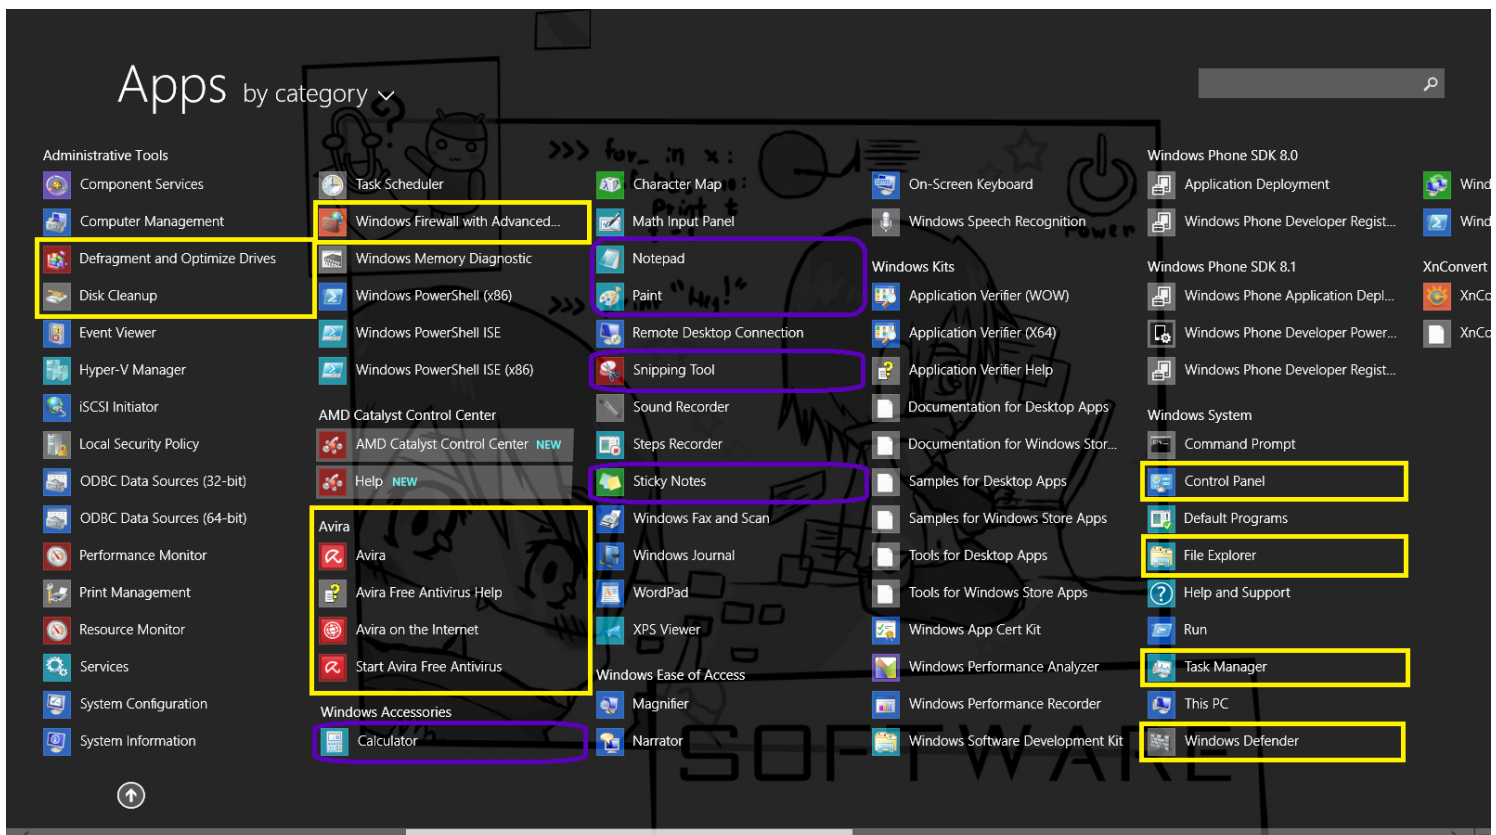 Apps by category
Administrative Tools
Component Services
Computer Management
Defragment and Optimize Drives
Disk Cleanup
Event Viewer
Hyper-V Manager
iSCSI Initiator
Local Security Policy
ODBC Data Sources (32-bit)
ODBC Data Sources (64-bit)
Performance Monitor
Print Management
Resource Monitor
Services
System Configuration
System Information
Task Scheduler
Windows Firewall with Advanced...
Windows Memory Diagnostic
Windows PowerShell (x86)
Windows PowerShell ISE
Windows PowerShell ISE (x86)
AMD Catalyst Control Center
AMD Catalyst Control Center NEW
Help NEW
Avira
Avira
Avira Free Antivirus Help
Avira on the Internet
Start Avira Free Antivirus
Windows Accessories
Calculator
Character Map
Math Input Panel
Notepad
Paint
Remote Desktop Connection
Snipping Tool
Sound Recorder
Steps Recorder
Sticky Notes
Windows Fax and Scan
Windows Journal
WordPad
XPS Viewer
Windows Ease of Access
Magnifier
Narrator
On-Screen Keyboard
Windows Speech Recognition
Windows Kits
Application Verifier (WOW)
Application Verifier (X64)
Application Verifier Help
Documentation for Desktop Apps
Documentation for Windows Stor...
Samples for Desktop Apps
Samples for Windows Store Apps
Tools for Desktop Apps
Tools for Windows Store Apps
Windows App Cert Kit
Windows Performance Analyzer
Windows Performance Recorder
Windows Software Development Kit
Windows Phone SDK 8.0
Application Deployment
Windows Phone Developer Regist...
Windows Phone SDK 8.1
Windows Phone Application Depl...
Windows Phone Developer Power...
Windows Phone Developer Regist...
Windows System
Command Prompt
Control Panel
Default Programs
File Explorer
Help and Support
Run
Task Manager
This PC
Windows Defender
Wind
Wind
XnConvert
XnCo
XnCo
>>> for _ in x :
Print
>>> print "Hey!"
Power
SOFTWARE